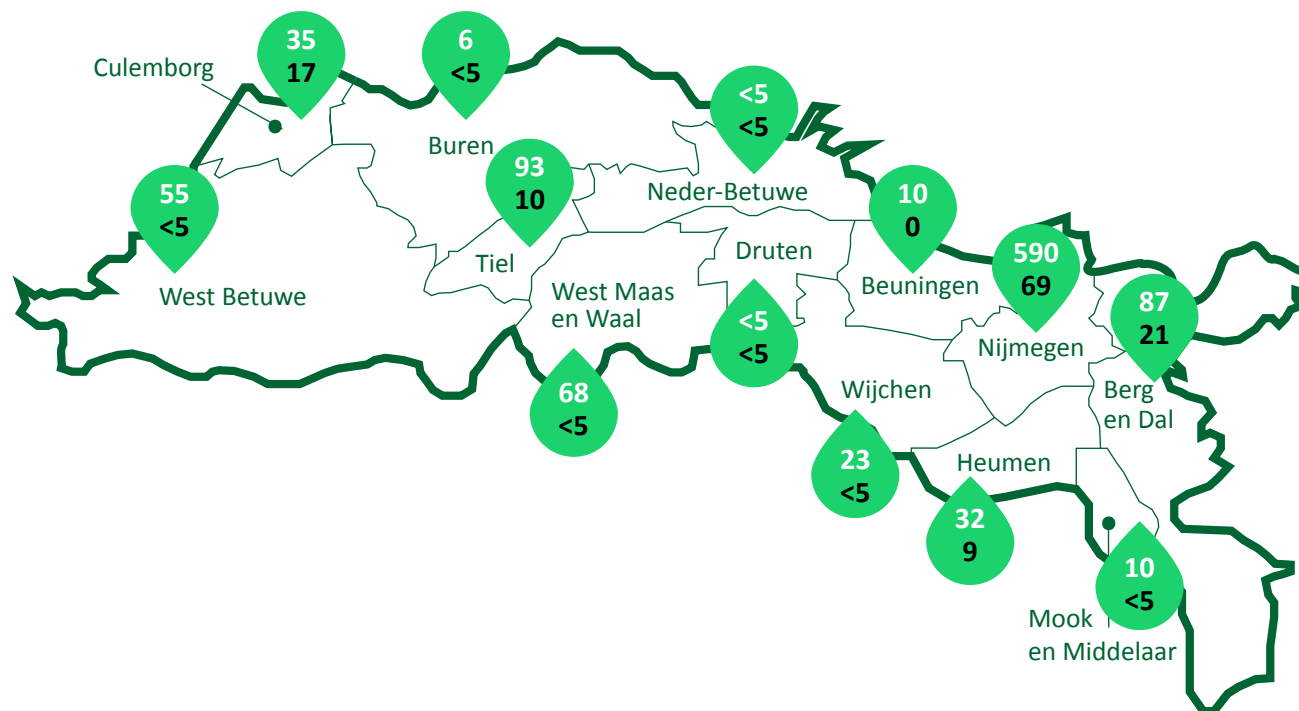 35
17
Culemborg
6
<5
<5
<5
Buren
93
10
Neder-Betuwe
55
<5
10
0
Tiel
Druten
590
69
West Betuwe
West Maas
en Waal
Beuningen
87
21
<5
<5
Nijmegen
68
<5
Wijchen
Berg
en Dal
23
<5
Heumen
32
9
10
<5
Mook
en Middelaar